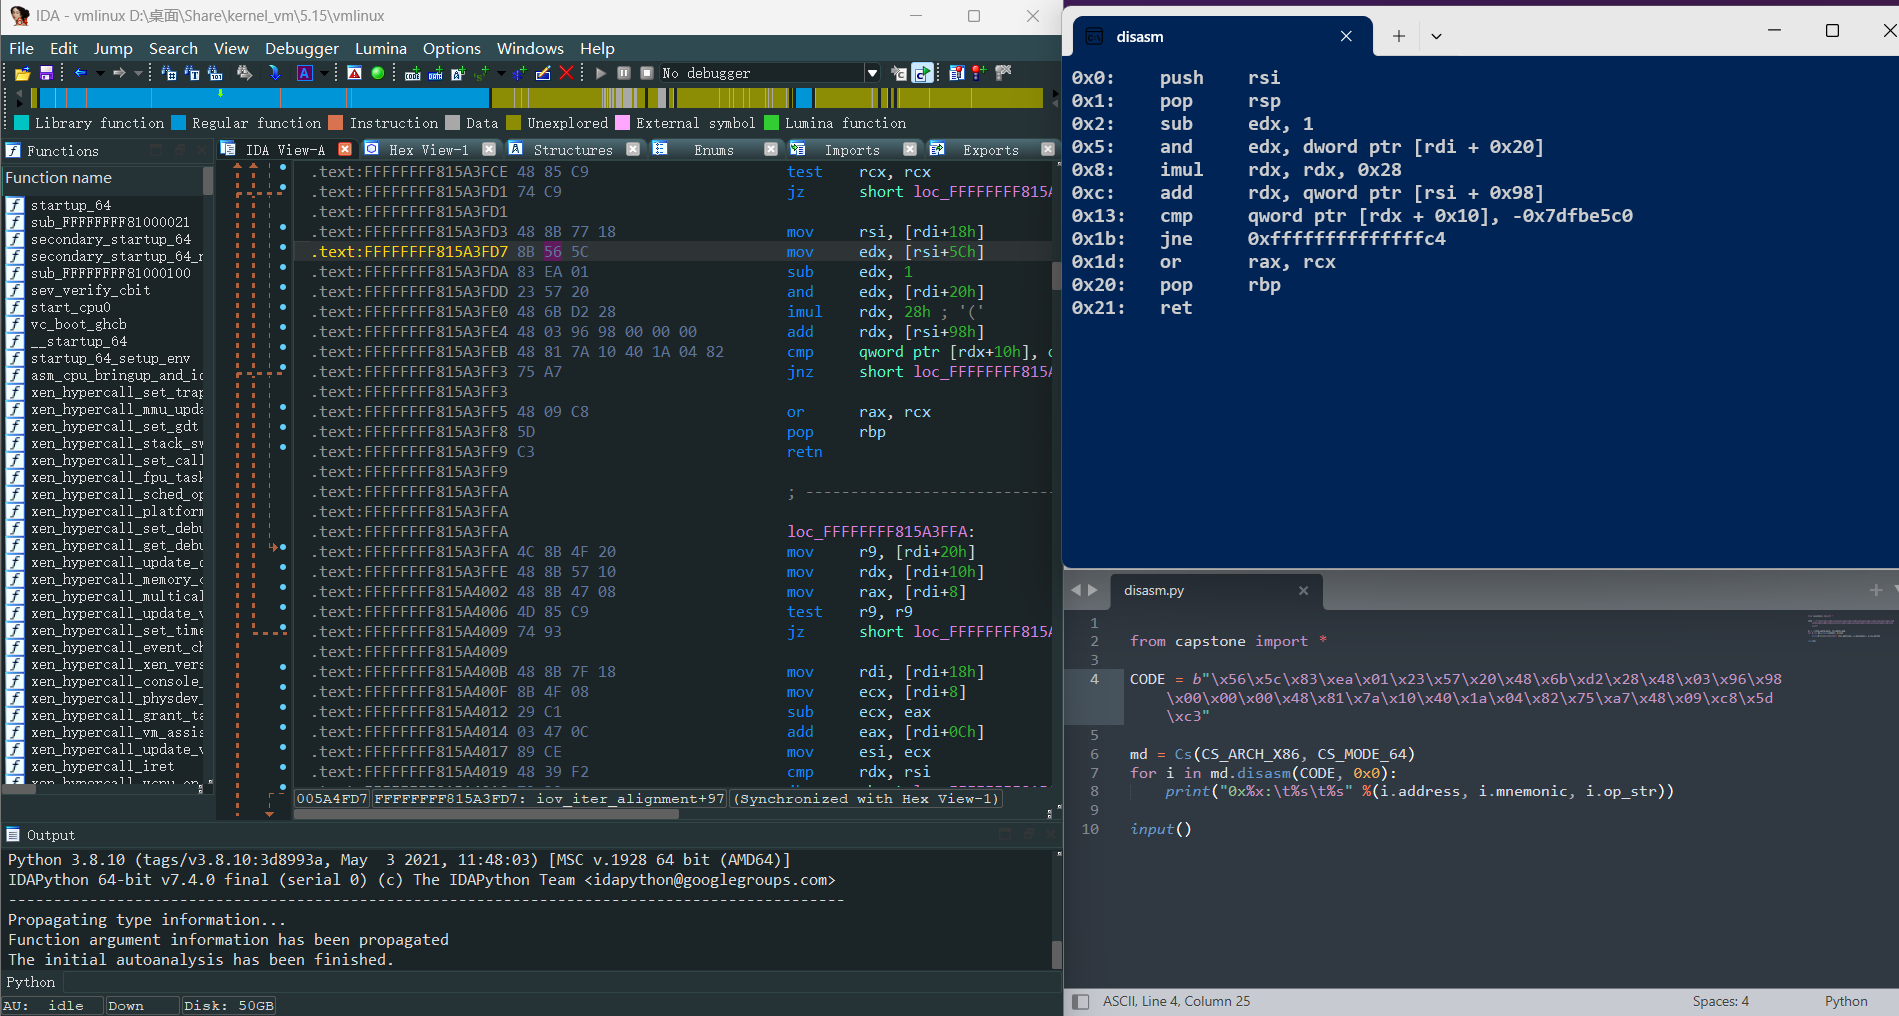 IDA - vmlinux D:\桌面\Share\kernel_vm\5.15\vmlinux
File Edit Jump Search View Debugger Lumina Options Windows Help
No debugger
Library function Regular function Instruction Data Unexplored External symbol Lumina function
Functions
Function name
startup_64
sub_FFFFFFFF81000021
secondary_startup_64
secondary_startup_64_n
sub_FFFFFFFF81000100
sev_verify_cbit
start_cpu0
vc_boot_ghcb
__startup_64
startup_64_setup_env
asm_cpu_bringup_and_id
xen_hypercall_set_trap
xen_hypercall_mmu_upda
xen_hypercall_set_gdt
xen_hypercall_stack_sw
xen_hypercall_set_call
xen_hypercall_fpu_task
xen_hypercall_sched_op
xen_hypercall_platform
xen_hypercall_set_debu
xen_hypercall_get_debu
xen_hypercall_update_d
xen_hypercall_memory_o
xen_hypercall_multical
xen_hypercall_update_v
xen_hypercall_set_time
xen_hypercall_event_ch
xen_hypercall_xen_vers
xen_hypercall_console_
xen_hypercall_physdev_
xen_hypercall_grant_ta
xen_hypercall_vm_assis
xen_hypercall_update_v
xen_hypercall_iret
IDA View-A Hex View-1 Structures Enums Imports Exports
.text:FFFFFFFF815A3FCE 48 85 C9 test rcx, rcx
.text:FFFFFFFF815A3FD1 74 C9 jz short loc_FFFFFFFF815A
.text:FFFFFFFF815A3FD1
.text:FFFFFFFF815A3FD3 48 8B 77 18 mov rsi, [rdi+18h]
.text:FFFFFFFF815A3FD7 8B 56 5C mov edx, [rsi+5Ch]
.text:FFFFFFFF815A3FDA 83 EA 01 sub edx, 1
.text:FFFFFFFF815A3FDD 23 57 20 and edx, [rdi+20h]
.text:FFFFFFFF815A3FE0 48 6B D2 28 imul rdx, 28h ; '('
.text:FFFFFFFF815A3FE4 48 03 96 98 00 00 00 add rdx, [rsi+98h]
.text:FFFFFFFF815A3FEB 48 81 7A 10 40 1A 04 82 cmp qword ptr [rdx+10h],
.text:FFFFFFFF815A3FF3 75 A7 jnz short loc_FFFFFFFF815A
.text:FFFFFFFF815A3FF3
.text:FFFFFFFF815A3FF5 48 09 C8 or rax, rcx
.text:FFFFFFFF815A3FF8 5D pop rbp
.text:FFFFFFFF815A3FF9 C3 retn
.text:FFFFFFFF815A3FF9
.text:FFFFFFFF815A3FFA ; ---------------------------
.text:FFFFFFFF815A3FFA
.text:FFFFFFFF815A3FFA loc_FFFFFFFF815A3FFA:
.text:FFFFFFFF815A3FFA 4C 8B 4F 20 mov r9, [rdi+20h]
.text:FFFFFFFF815A3FFE 48 8B 57 10 mov rdx, [rdi+10h]
.text:FFFFFFFF815A4002 48 8B 47 08 mov rax, [rdi+8]
.text:FFFFFFFF815A4006 4D 85 C9 test r9, r9
.text:FFFFFFFF815A4009 74 93 jz short loc_FFFFFFFF815A
.text:FFFFFFFF815A4009
.text:FFFFFFFF815A400B 48 8B 7F 18 mov rdi, [rdi+18h]
.text:FFFFFFFF815A400F 8B 4F 08 mov ecx, [rdi+8]
.text:FFFFFFFF815A4012 29 C1 sub ecx, eax
.text:FFFFFFFF815A4014 03 47 0C add eax, [rdi+0Ch]
.text:FFFFFFFF815A4017 89 CE mov esi, ecx
.text:FFFFFFFF815A4019 48 39 F2 cmp rdx, rsi
005A4FD7 FFFFFFFF815A3FD7: iov_iter_alignment+97 (Synchronized with Hex View-1)
Output
Python 3.8.10 (tags/v3.8.10:3d8993a, May 3 2021, 11:48:03) [MSC v.1928 64 bit (AMD64)]
IDAPython 64-bit v7.4.0 final (serial 0) (c) The IDAPython Team <idapython@googlegroups.com>
---------------------------------------------------------------------------------------------
Propagating type information...
Function argument information has been propagated
The initial autoanalysis has been finished.
Python
AU: idle Down Disk: 50GB
disasm
0x0: push rsi
0x1: pop rsp
0x2: sub edx, 1
0x5: and edx, dword ptr [rdi + 0x20]
0x8: imul rdx, rdx, 0x28
0xc: add rdx, qword ptr [rsi + 0x98]
0x13: cmp qword ptr [rdx + 0x10], -0x7dfbe5c0
0x1b: jne 0xffffffffffffffc4
0x1d: or rax, rcx
0x20: pop rbp
0x21: ret
disasm.py
1
2 from capstone import *
3
4 CODE = b"\x56\x5c\x83\xea\x01\x23\x57\x20\x48\x6b\xd2\x28\x48\x03\x96\x98
\x00\x00\x00\x48\x81\x7a\x10\x40\x1a\x04\x82\x75\xa7\x48\x09\xc8\x5d
\xc3"
5
6 md = Cs(CS_ARCH_X86, CS_MODE_64)
7 for i in md.disasm(CODE, 0x0):
8 print("0x%x:\t%s\t%s" %(i.address, i.mnemonic, i.op_str))
9
10 input()
ASCII, Line 4, Column 25 Spaces: 4 Python